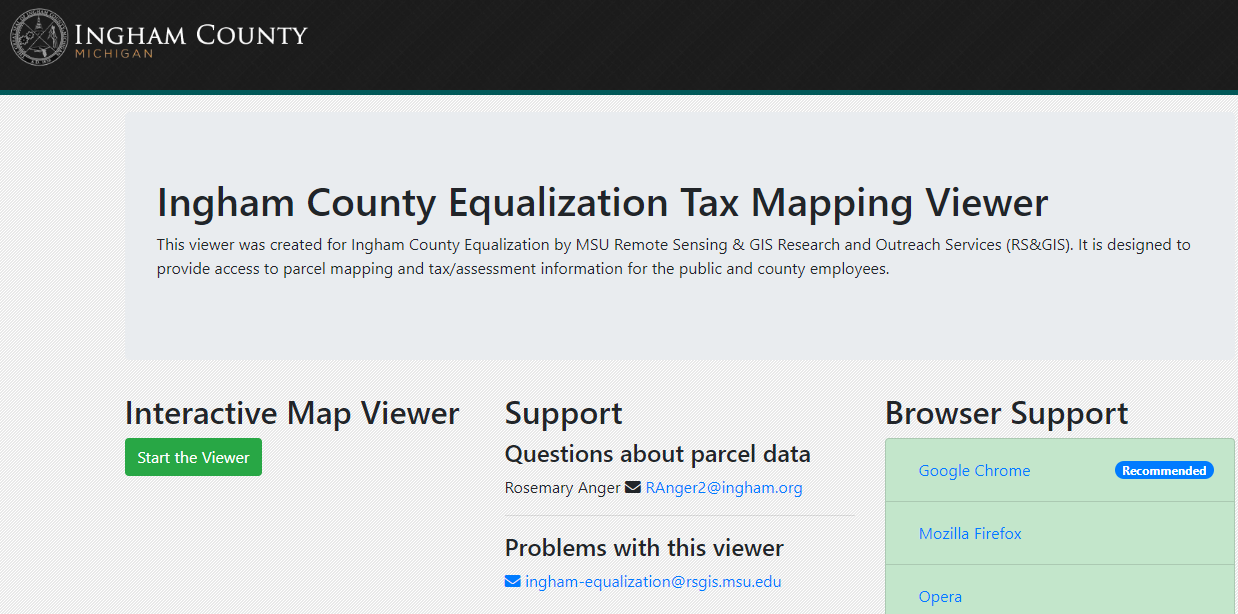 INGHAM COUNTY
MICHIGAN
Ingham County Equalization Tax Mapping Viewer
This viewer was created for Ingham County Equalization by MSU Remote Sensing & GIS Research and Outreach Services (RS&GIS). It is designed to
provide access to parcel mapping and tax/assessment information for the public and county employees.
Interactive Map Viewer
Start the Viewer
Support
Questions about parcel data
Rosemary Anger RAnger2@ingham.org
Problems with this viewer
ingham-equalization@rsgis.msu.edu
Browser Support
Google Chrome Recommended
Mozilla Firefox
Opera